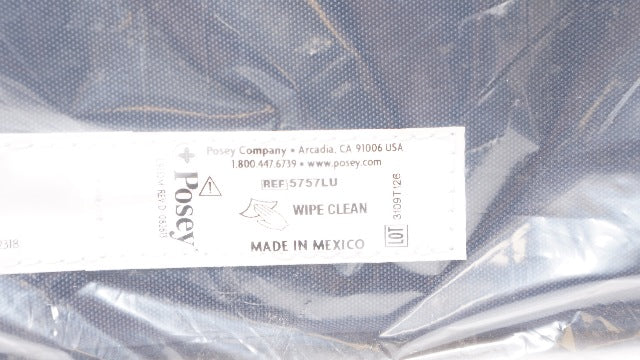 Posey Company • Arcadia, CA 91006 USA
1.800.447.6739 • www.posey.com
REF 5757LU
WIPE CLEAN
MADE IN MEXICO
Posey
LOT 3109T126
2318